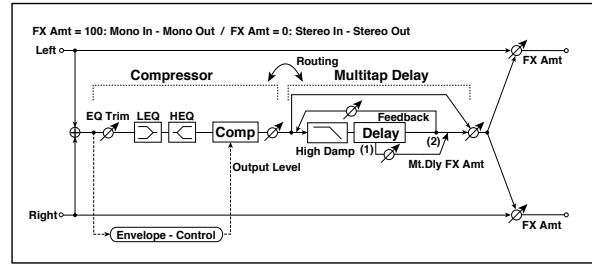 FX Amt = 100: Mono In - Mono Out / FX Amt = 0: Stereo In - Stereo Out
Left
FX Amt
Routing
Compressor
Multitap Delay
EQ Trim
LEQ
HEQ
Feedback
Comp
Delay
High Damp
(1)
(2)
Mt.Dly FX Amt
Output Level
Right
FX Amt
Envelope - Control